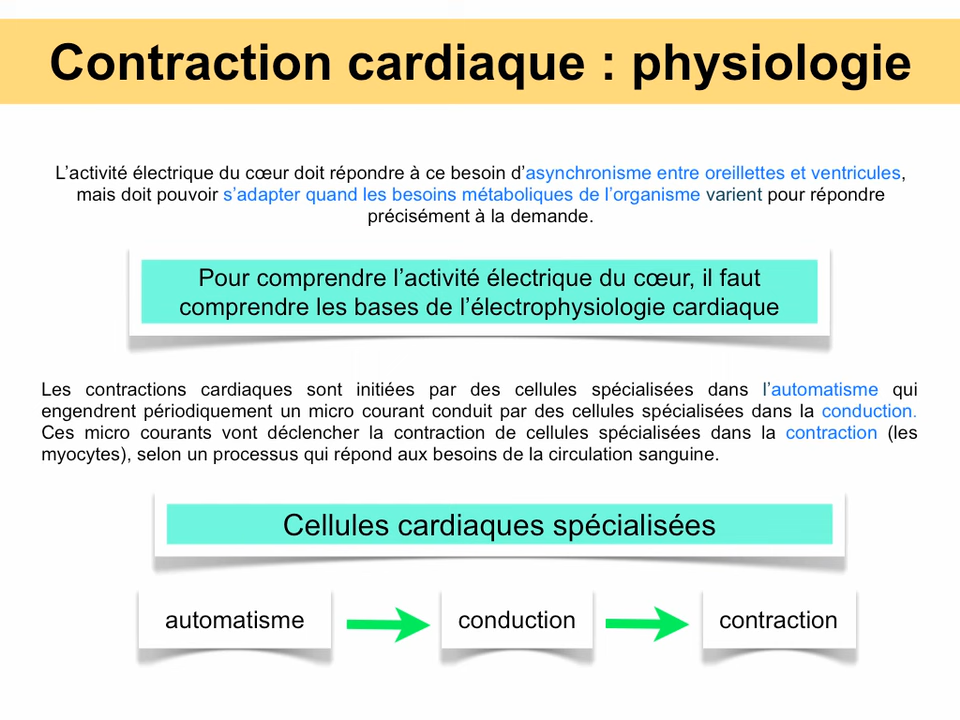 Contraction cardiaque : physiologie
L’activité électrique du cœur doit répondre à ce besoin d’asynchronisme entre oreillettes et ventricules,
mais doit pouvoir s’adapter quand les besoins métaboliques de l’organisme varient pour répondre
précisément à la demande.
Pour comprendre l’activité électrique du cœur, il faut
comprendre les bases de l’électrophysiologie cardiaque
Les contractions cardiaques sont initiées par des cellules spécialisées dans l’automatisme qui
engendrent périodiquement un micro courant conduit par des cellules spécialisées dans la conduction.
Ces micro courants vont déclencher la contraction de cellules spécialisées dans la contraction (les
myocytes), selon un processus qui répond aux besoins de la circulation sanguine.
Cellules cardiaques spécialisées
automatisme conduction contraction